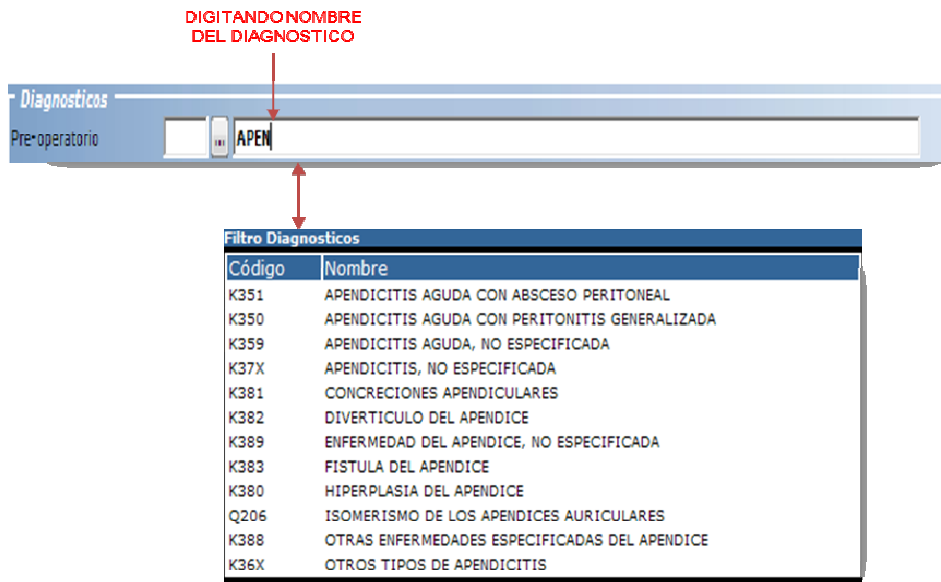 DIGITANDO NOMBRE
DEL DIAGNOSTICO
Diagnosticos
Pre-operatorio ... APEN
Filtro Diagnosticos
Código Nombre
K351 APENDICITIS AGUDA CON ABSCESO PERITONEAL
K350 APENDICITIS AGUDA CON PERITONITIS GENERALIZADA
K359 APENDICITIS AGUDA, NO ESPECIFICADA
K37X APENDICITIS, NO ESPECIFICADA
K381 CONCRECIONES APENDICULARES
K382 DIVERTICULO DEL APENDICE
K389 ENFERMEDAD DEL APENDICE, NO ESPECIFICADA
K383 FISTULA DEL APENDICE
K380 HIPERPLASIA DEL APENDICE
Q206 ISOMERISMO DE LOS APENDICES AURICULARES
K388 OTRAS ENFERMEDADES ESPECIFICADAS DEL APENDICE
K36X OTROS TIPOS DE APENDICITIS